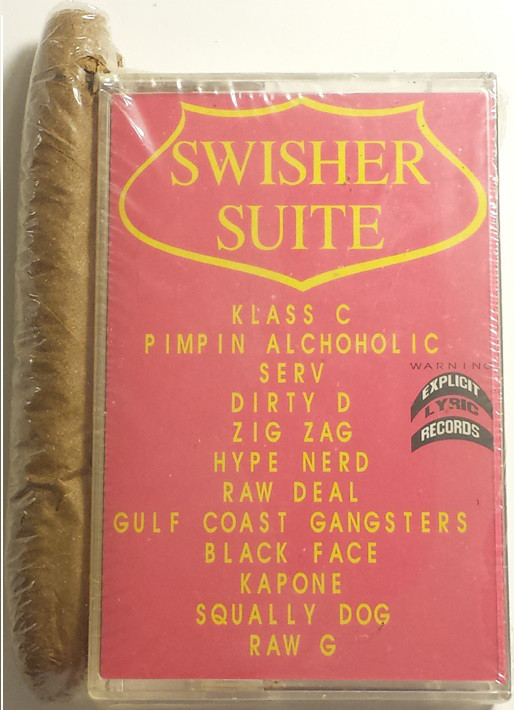 SWISHER
SUITE
KLASS C
PIMPIN ALCHOHOLIC
SERV
DIRTY D
ZIG ZAG
HYPE NERD
RAW DEAL
GULF COAST GANGSTERS
BLACK FACE
KAPONE
SQUALLY DOG
RAW G
WARNING
EXPLICIT
LYRIC
RECORDS